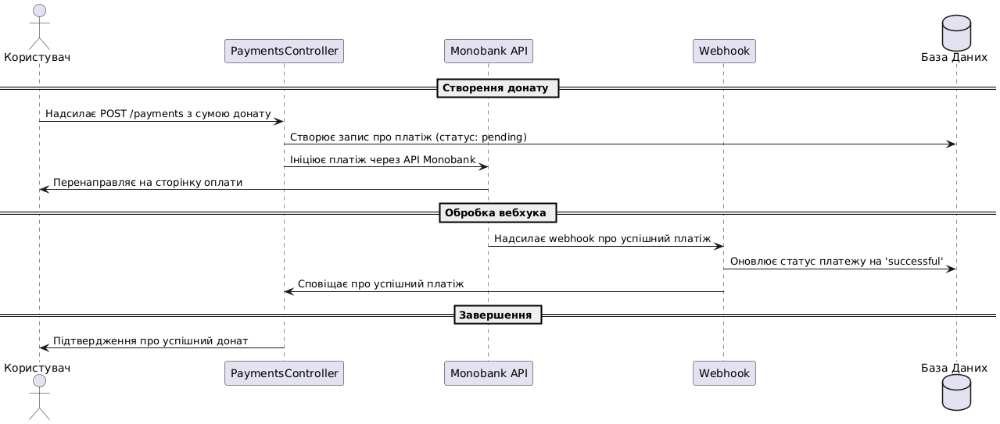 Користувач
PaymentsController
Monobank API
Webhook
База Даних
Створення донату
Надсилає POST /payments з сумою донату
Створює запис про платіж (статус: pending)
Ініціює платіж через API Monobank
Перенаправляє на сторінку оплати
Обробка вебхука
Надсилає webhook про успішний платіж
Оновлює статус платежу на 'successful'
Сповіщає про успішний платіж
Завершення
Підтвердження про успішний донат
Користувач
PaymentsController
Monobank API
Webhook
База Даних